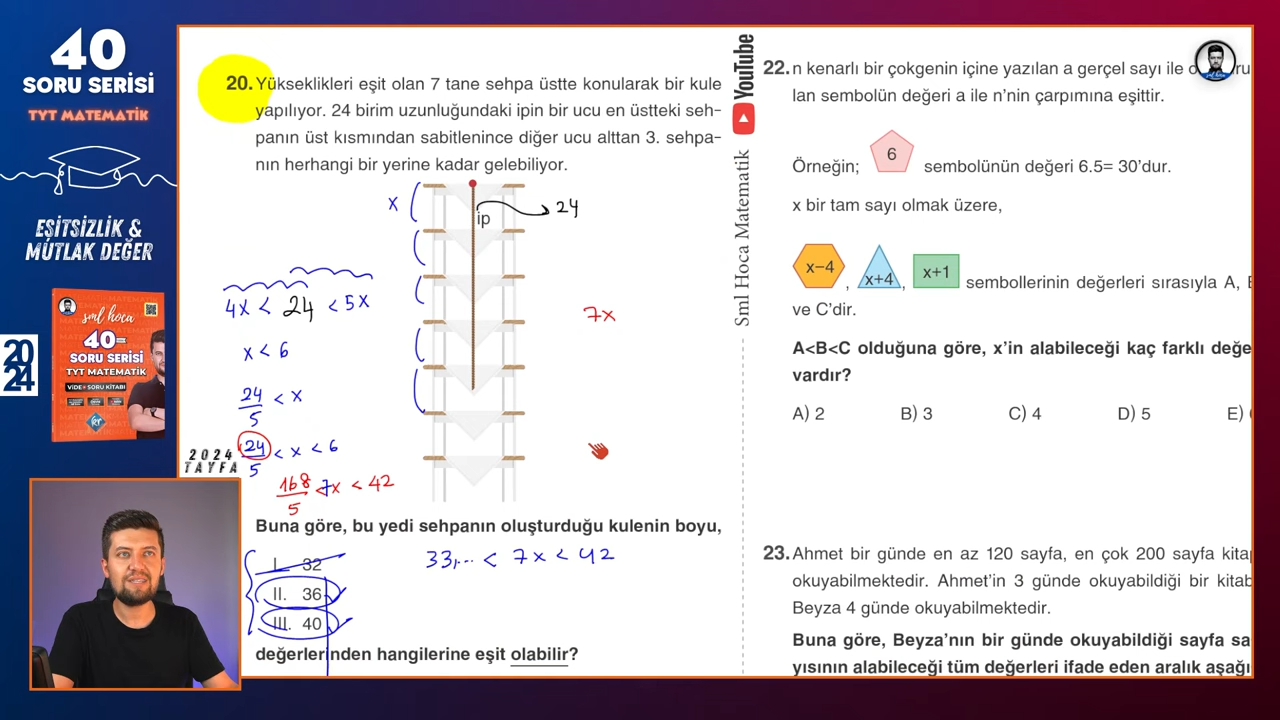 40
SORU SERİSİ
TYT MATEMATİK
EŞİTSİZLİK &
MUTLAK DEĞER
20
24
sml hoca
40
SORU SERİSİ
TYT MATEMATİK
VİDEO SORU KİTABI
2024
TAYFA
20. Yükseklikleri eşit olan 7 tane sehpa üstte konularak bir kule
yapılıyor. 24 birim uzunluğundaki ipin bir ucu en üstteki seh-
panın üst kısmından sabitlenince diğer ucu alttan 3. sehpa-
nın herhangi bir yerine kadar gelebiliyor.
x
ip
24
4x < 24 < 5x
x < 6
24/5 < x
24/5 < x < 6
168/5 < 7x < 42
7x
Buna göre, bu yedi sehpanın oluşturduğu kulenin boyu,
33,... < 7x < 42
I. 32
II. 36
III. 40
değerlerinden hangilerine eşit olabilir?
Sml Hoca Matematik YouTube
22. n kenarlı bir çokgenin içine yazılan a gerçel sayı ile
lan sembolün değeri a ile n’nin çarpımına eşittir.
Örneğin; 6 sembolünün değeri 6.5= 30’dur.
x bir tam sayı olmak üzere,
x–4 , x+4 , x+1 sembollerinin değerleri sırasıyla A,
ve C’dir.
A<B<C olduğuna göre, x’in alabileceği kaç farklı değe
vardır?
A) 2 B) 3 C) 4 D) 5 E)
23. Ahmet bir günde en az 120 sayfa, en çok 200 sayfa kitap
okuyabilmektedir. Ahmet’in 3 günde okuyabildiği bir kitab
Beyza 4 günde okuyabilmektedir.
Buna göre, Beyza’nın bir günde okuyabildiği sayfa sa
yısının alabileceği tüm değerleri ifade eden aralık aşağı